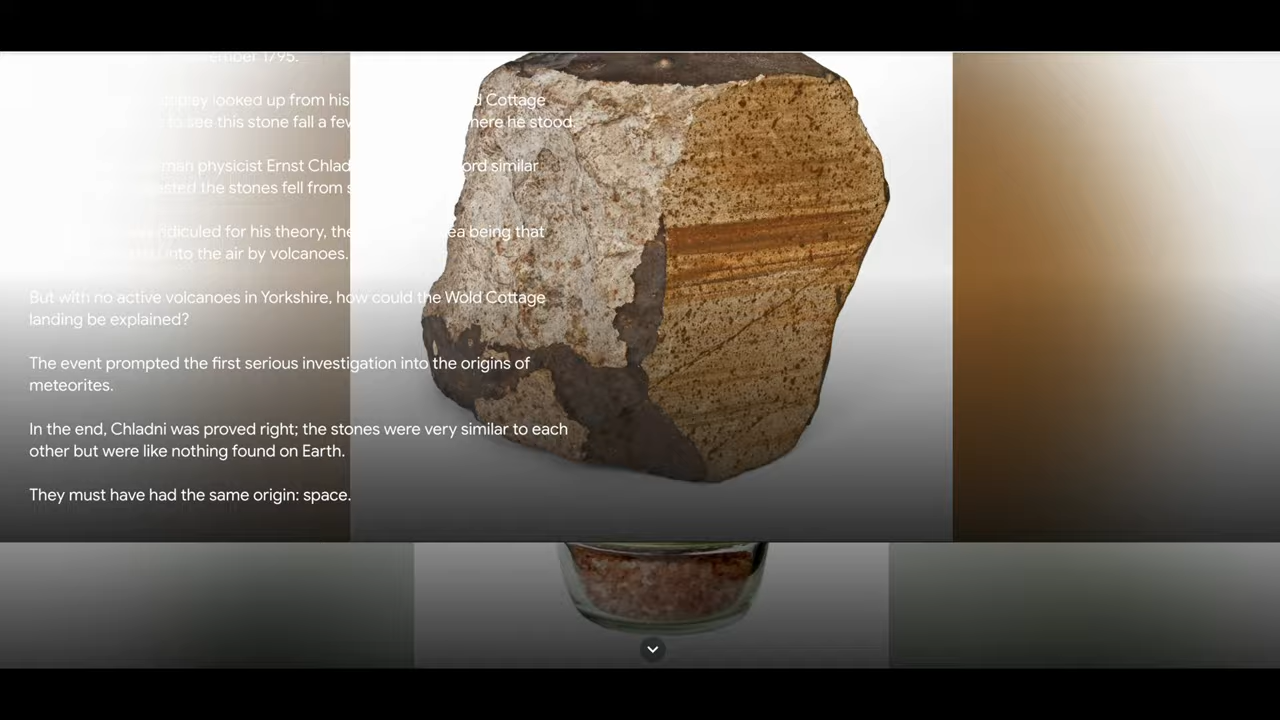 ember 1795.
looked up from his d Cottage
to see this stone fall a few here he stood.
man physicist Ernst Chlad ord similar
ested the stones fell from s
ridiculed for his theory, the ea being that
into the air by volcanoes.
But with no active volcanoes in Yorkshire, how could the Wold Cottage
landing be explained?
The event prompted the first serious investigation into the origins of
meteorites.
In the end, Chladni was proved right; the stones were very similar to each
other but were like nothing found on Earth.
They must have had the same origin: space.